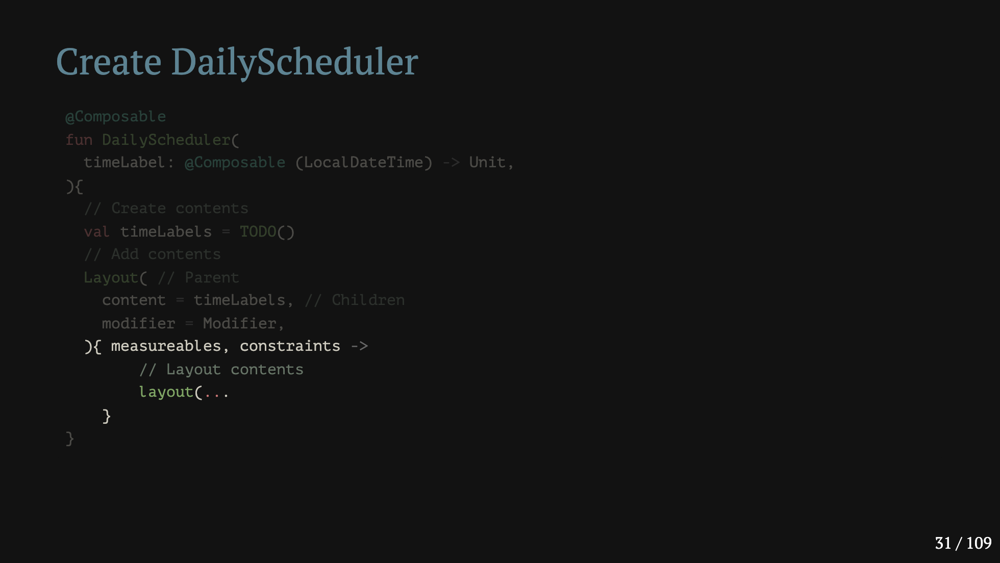 Create DailyScheduler
@Composable
fun DailyScheduler(
  timeLabel: @Composable (LocalDateTime) -> Unit,
){
  // Create contents
  val timeLabels = TODO()
  // Add contents
  Layout( // Parent
    content = timeLabels, // Children
    modifier = Modifier,
  ){ measureables, constraints ->
        // Layout contents
        layout(...
    }
}
31 / 109